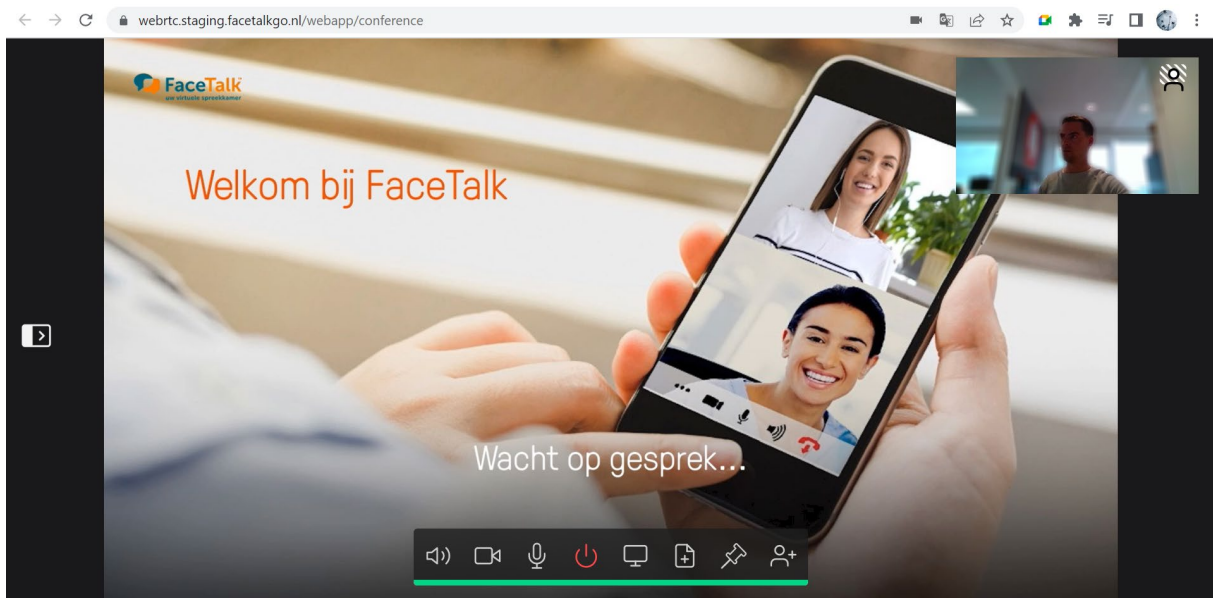 webrtc.staging.facetalkgo.nl/webapp/conference
FaceTalk
uw virtuele spreekkamer
Welkom bij FaceTalk
Wacht op gesprek...